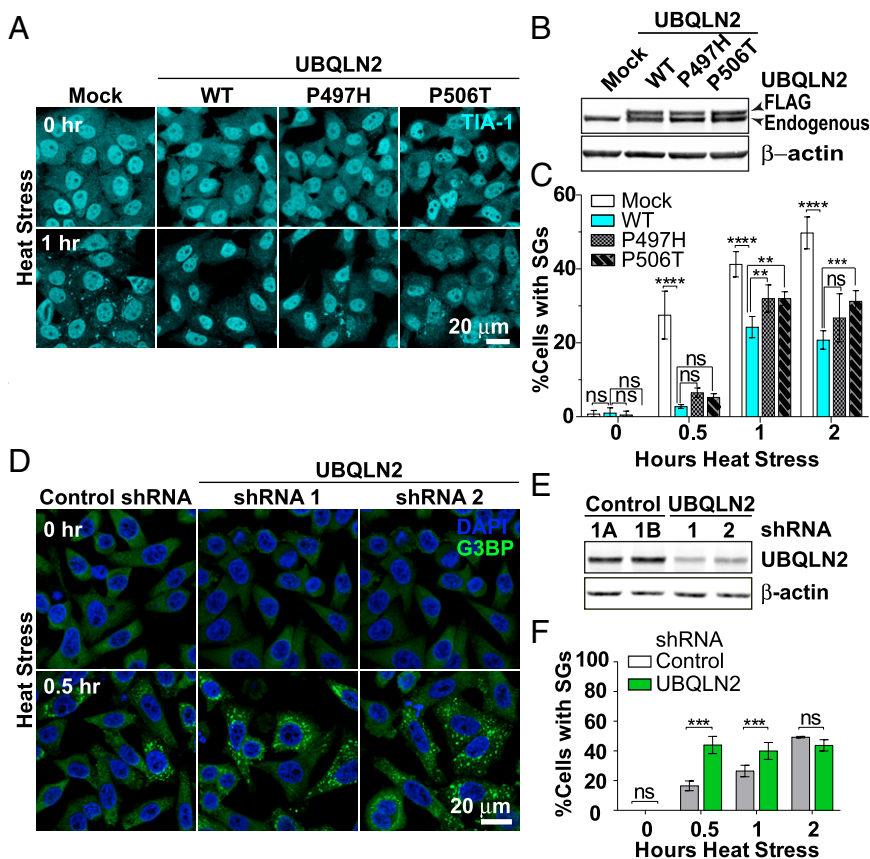 A
UBQLN2
Mock WT P497H P506T
Heat Stress
0 hr
TIA-1
1 hr
20 µm
B
UBQLN2
Mock WT P497H P506T
UBQLN2
FLAG
Endogenous
β–actin
C
%Cells with SGs
60
40
20
0
Mock
WT
P497H
P506T
ns ns ns
**** ns ns
**** ** **
**** ns ***
0 0.5 1 2
Hours Heat Stress
D
UBQLN2
Control shRNA shRNA 1 shRNA 2
Heat Stress
0 hr
DAPI
G3BP
0.5 hr
20 µm
E
Control UBQLN2
1A 1B 1 2 shRNA
UBQLN2
β-actin
F
shRNA
Control
UBQLN2
%Cells with SGs
100
80
60
40
20
0
ns *** *** ns
0 0.5 1 2
Hours Heat Stress